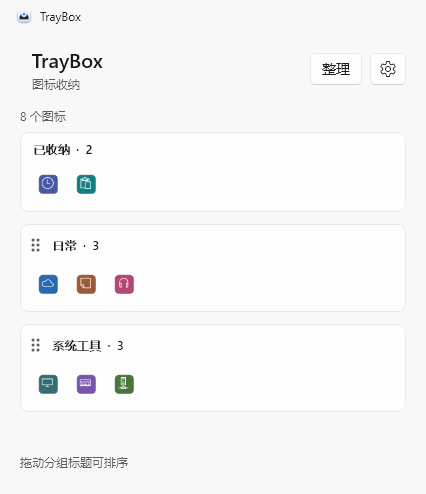 TrayBox
TrayBox
整理
图标收纳
8 个图标
已收纳 · 2
日常 · 3
系统工具 · 3
拖动分组标题可排序